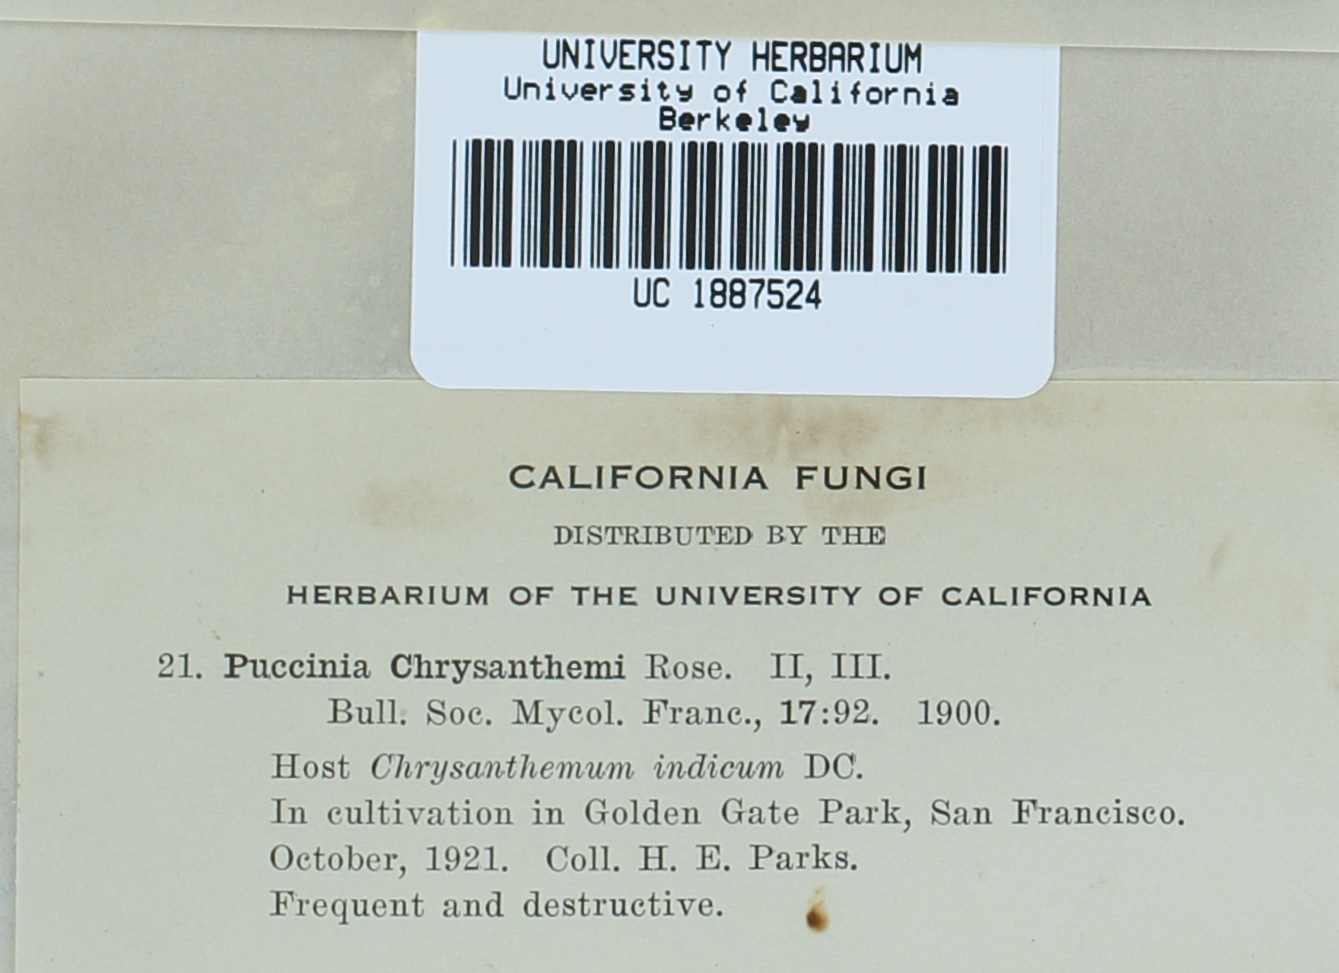 UNIVERSITY HERBARIUM
University of California
Berkeley
UC 1887524
CALIFORNIA FUNGI
DISTRIBUTED BY THE
HERBARIUM OF THE UNIVERSITY OF CALIFORNIA
21. Puccinia Chrysanthemi Rose. II, III.
Bull. Soc. Mycol. Franc., 17:92. 1900.
Host Chrysanthemum indicum DC.
In cultivation in Golden Gate Park, San Francisco.
October, 1921. Coll. H. E. Parks.
Frequent and destructive.